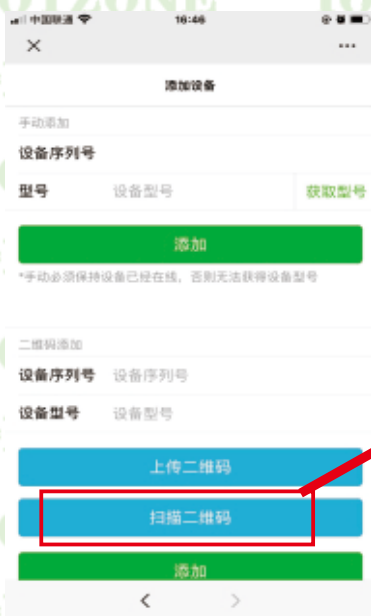 中国联通 16:46
添加设备
手动添加
设备序列号
型号 设备型号 获取型号
添加
*手动必须保持设备已经在线，否则无法获得设备型号
二维码添加
设备序列号 设备序列号
设备型号 设备型号
上传二维码
扫描二维码
添加